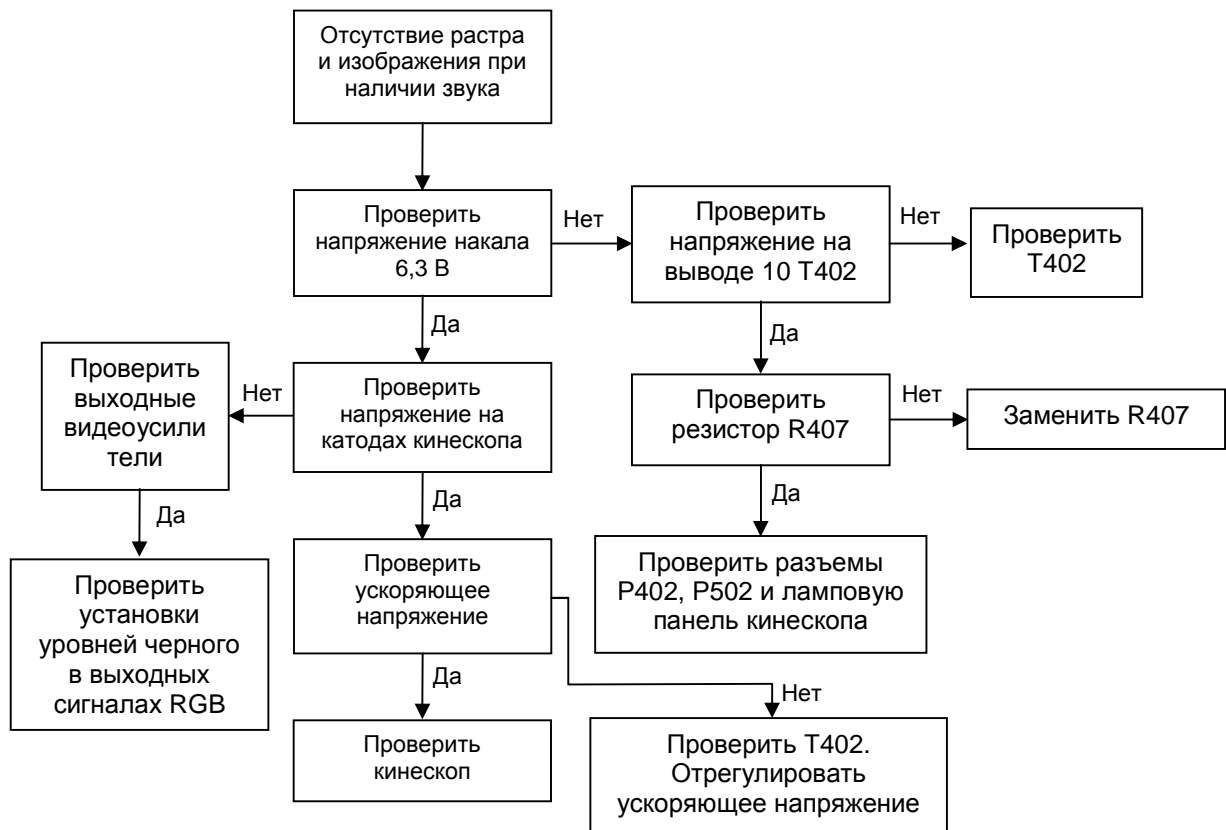 Отсутствие растра
и изображения при
наличии звука
Проверить
напряжение накала
6,3 В
Нет
Проверить
напряжение на
выводе 10 Т402
Нет
Проверить
Т402
Да
Да
Проверить
выходные
видеоусили
тели
Нет
Проверить
напряжение на
катодах кинескопа
Проверить
резистор R407
Нет
Заменить R407
Да
Да
Да
Проверить
установки
уровней черного
в выходных
сигналах RGB
Проверить
ускоряющее
напряжение
Проверить разъемы
Р402, Р502 и ламповую
панель кинескопа
Да
Нет
Проверить
кинескоп
Проверить Т402.
Отрегулировать
ускоряющее напряжение